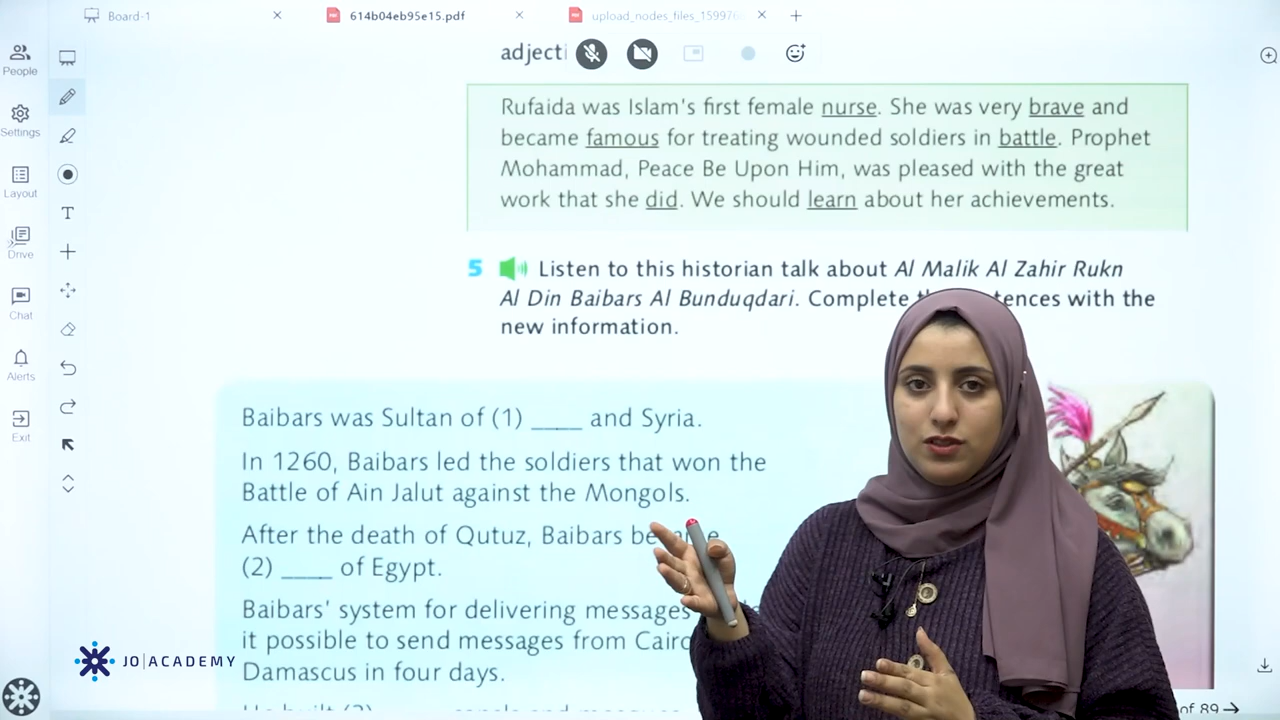 Board-1
614b04eb95e15.pdf
upload_nodes_files_15997
People
Settings
Layout
Drive
Chat
Alerts
Exit
adjecti
Rufaida was Islam's first female nurse. She was very brave and
became famous for treating wounded soldiers in battle. Prophet
Mohammad, Peace Be Upon Him, was pleased with the great
work that she did. We should learn about her achievements.
5 Listen to this historian talk about Al Malik Al Zahir Rukn
Al Din Baibars Al Bunduqdari. Complete the sentences with the
new information.
Baibars was Sultan of (1) ____ and Syria.
In 1260, Baibars led the soldiers that won the
Battle of Ain Jalut against the Mongols.
After the death of Qutuz, Baibars became
(2) ____ of Egypt.
Baibars' system for delivering messages
it possible to send messages from Cairo
Damascus in four days.
JO|ACADEMY
of 89